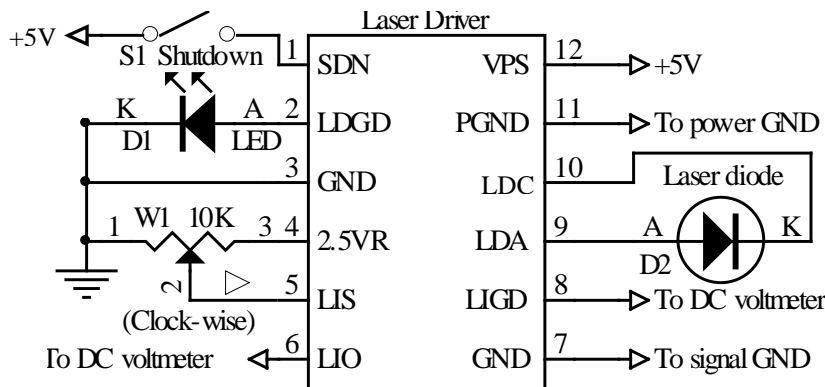 Laser Driver
+5V
S1 Shutdown
1
SDN
VPS
12
+5V
K
A
2
LDGD
PGND
11
To power GND
D1
LED
3
GND
LDC
10
Laser diode
1
W1
10K
3
4
2.5VR
LDA
9
A
K
D2
2
5
LIS
LIGD
8
To DC voltmeter
(Clock-wise)
To DC voltmeter
6
LIO
GND
7
To signal GND